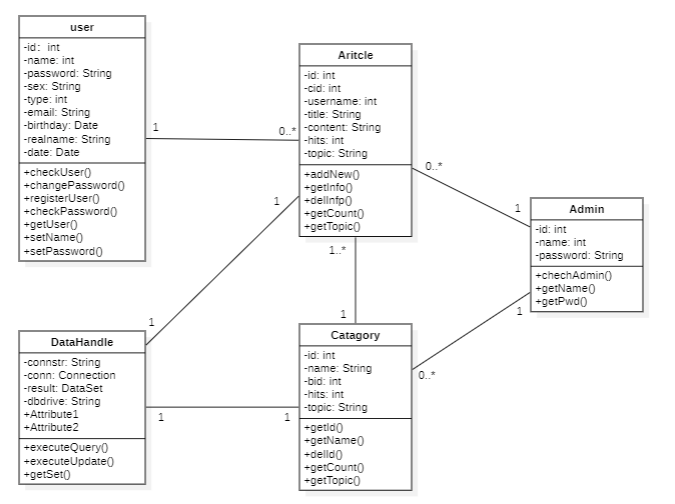 user
-id: int
-name: int
-password: String
-sex: String
-type: int
-email: String
-birthday: Date
-realname: String
-date: Date
+checkUser()
+changePassword()
+registerUser()
+checkPassword()
+getUser()
+setName()
+setPassword()
1
0..*
Aritcle
-id: int
-cid: int
-username: int
-title: String
-content: String
-hits: int
-topic: String
+addNew()
+getInfo()
+delInfp()
+getCount()
+getTopic()
0..*
1
Admin
-id: int
-name: int
-password: String
+chechAdmin()
+getName()
+getPwd()
1
0..*
1
1
1..*
1
DataHandle
-connstr: String
-conn: Connection
-result: DataSet
-dbdrive: String
+Attribute1
+Attribute2
+executeQuery()
+executeUpdate()
+getSet()
1
1
Catagory
-id: int
-name: String
-bid: int
-hits: int
-topic: String
+getId()
+getName()
+delId()
+getCount()
+getTopic()